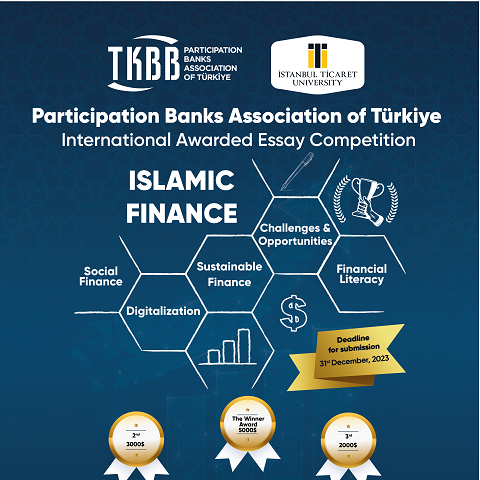 TKBB
PARTICIPATION
BANKS
ASSOCIATION
OF TÜRKİYE
İSTANBUL TİCARET
UNIVERSITY
Participation Banks Association of Türkiye
International Awarded Essay Competition
ISLAMIC
FINANCE
Challenges &
Opportunities
Social
Finance
Sustainable
Finance
Financial
Literacy
Digitalization
$
Deadline
for submission
31st December, 2023
2nd
3000$
The Winner
Award
5000$
3rd
2000$